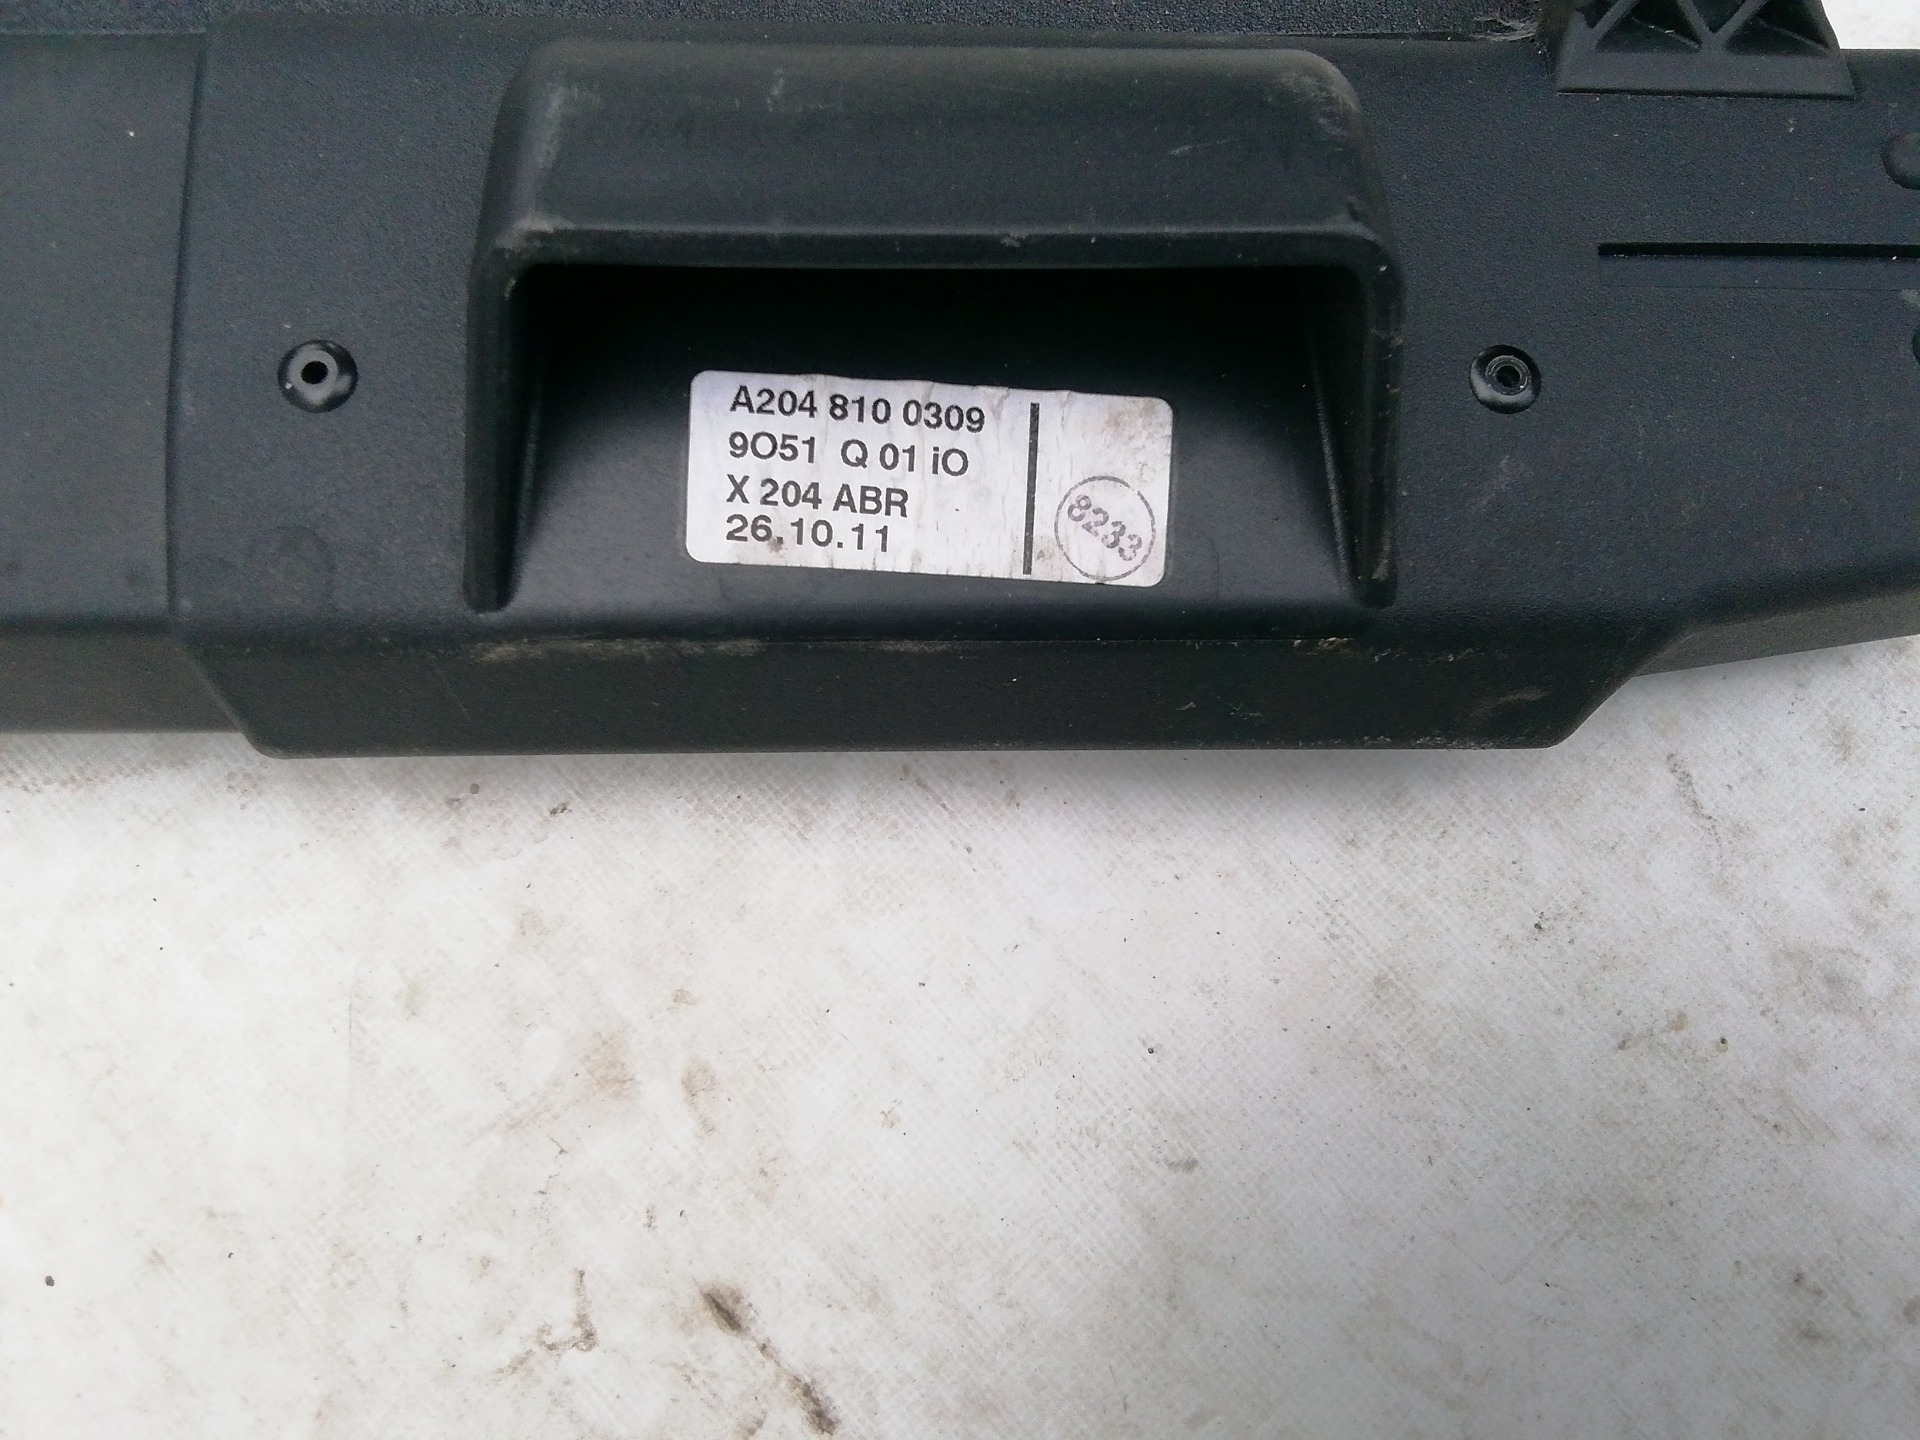 A204 810 0309
9O51 Q 01 iO
X 204 ABR
26.10.11
8233